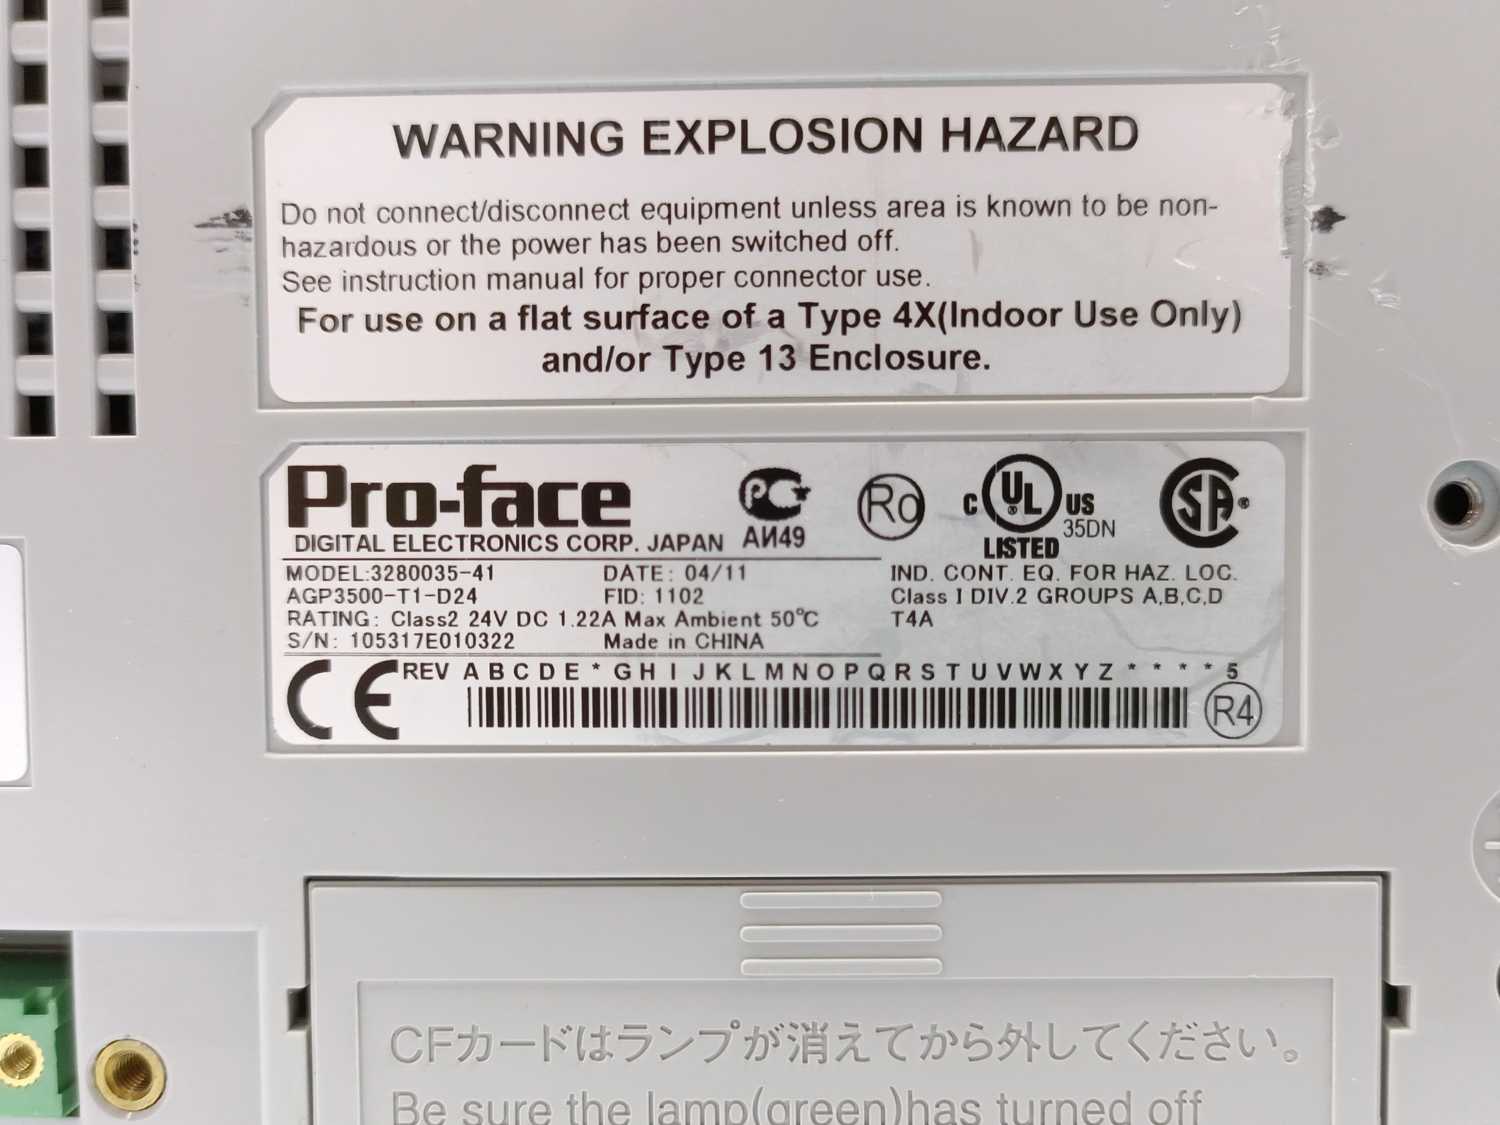 WARNING EXPLOSION HAZARD
Do not connect/disconnect equipment unless area is known to be non-
hazardous or the power has been switched off.
See instruction manual for proper connector use.
For use on a flat surface of a Type 4X(Indoor Use Only)
and/or Type 13 Enclosure.
Pro-face
DIGITAL ELECTRONICS CORP. JAPAN
PC
АИ49
Ro
C UL US
®
LISTED
35DN
SA ®
MODEL:3280035-41 DATE: 04/11
AGP3500-T1-D24 FID: 1102
RATING: Class2 24V DC 1.22A Max Ambient 50℃
S/N: 105317E010322 Made in CHINA
IND. CONT. EQ. FOR HAZ. LOC.
Class I DIV.2 GROUPS A,B,C,D
T4A
CE
REV A B C D E * G H I J K L M N O P Q R S T U V W X Y Z * * * * 5
R4
CFカードはランプが消えてから外してください。
Be sure the lamp(green)has turned off